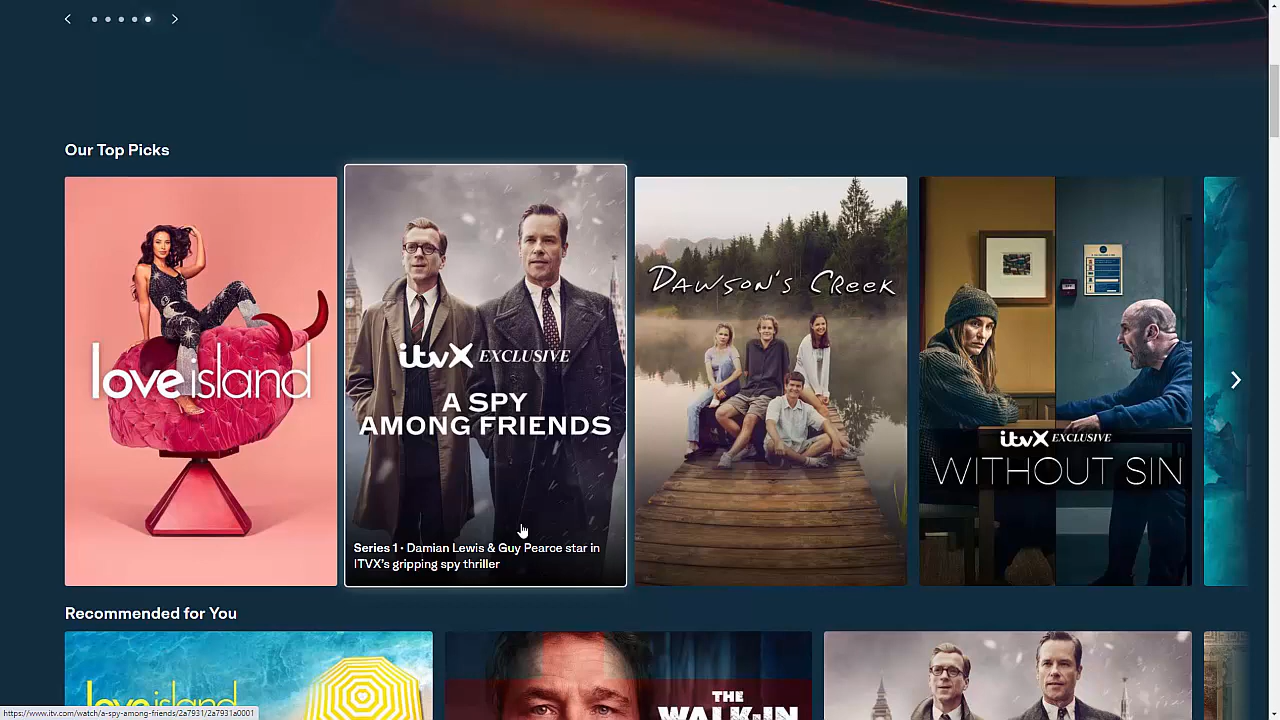 Our Top Picks
love island
itvX EXCLUSIVE
A SPY
AMONG FRIENDS
Series 1 · Damian Lewis & Guy Pearce star in
ITVX's gripping spy thriller
DAWSON'S CREEK
itvX EXCLUSIVE
WITHOUT SIN
Recommended for You
love island
THE
WALK-IN
https://www.itv.com/watch/a-spy-among-friends/2a7931/2a7931a0001